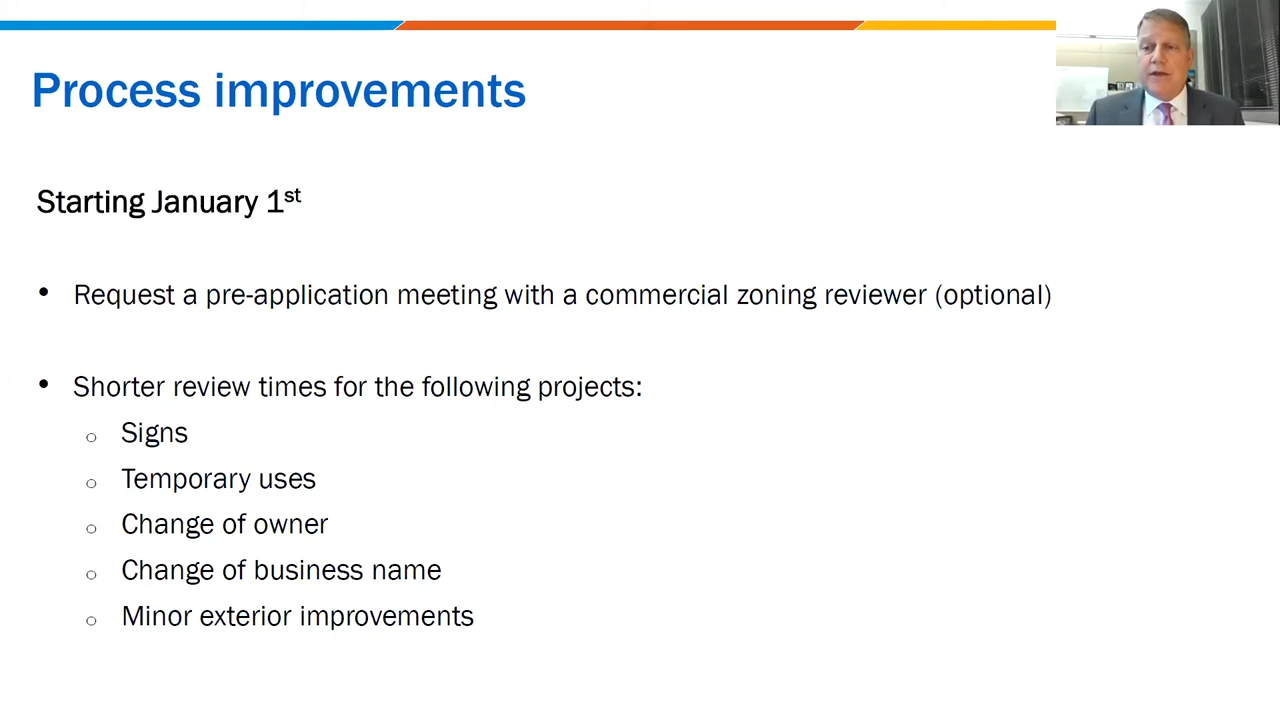 Process improvements
Starting January 1st
• Request a pre-application meeting with a commercial zoning reviewer (optional)
• Shorter review times for the following projects:
○ Signs
○ Temporary uses
○ Change of owner
○ Change of business name
○ Minor exterior improvements